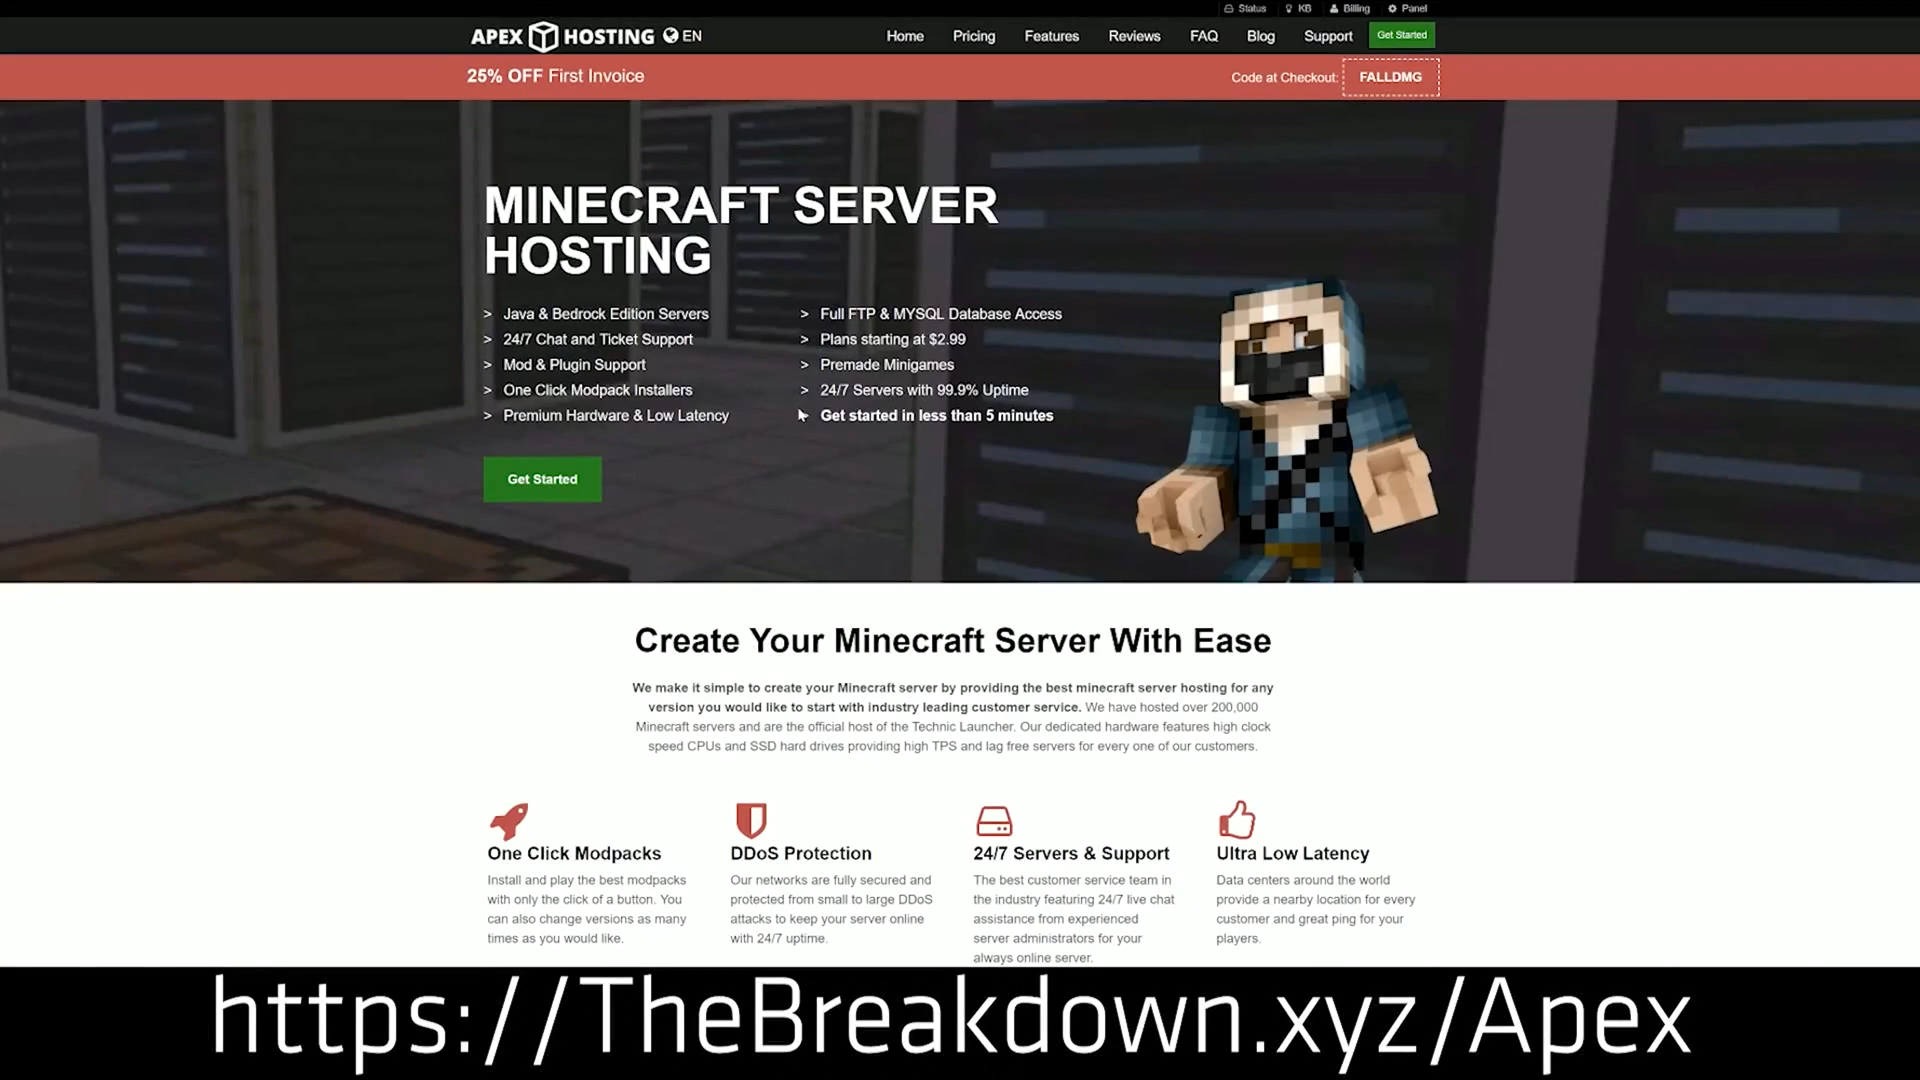 Status KB Billing Panel
APEX HOSTING EN Home Pricing Features Reviews FAQ Blog Support Get Started
25% OFF First Invoice Code at Checkout: FALLDMG
MINECRAFT SERVER
HOSTING
> Java & Bedrock Edition Servers
> 24/7 Chat and Ticket Support
> Mod & Plugin Support
> One Click Modpack Installers
> Premium Hardware & Low Latency
> Full FTP & MYSQL Database Access
> Plans starting at $2.99
> Premade Minigames
> 24/7 Servers with 99.9% Uptime
Get started in less than 5 minutes
Get Started
Create Your Minecraft Server With Ease
We make it simple to create your Minecraft server by providing the best minecraft server hosting for any
version you would like to start with industry leading customer service. We have hosted over 200,000
Minecraft servers and are the official host of the Technic Launcher. Our dedicated hardware features high clock
speed CPUs and SSD hard drives providing high TPS and lag free servers for every one of our customers.
One Click Modpacks
Install and play the best modpacks
with only the click of a button. You
can also change versions as many
times as you would like.
DDoS Protection
Our networks are fully secured and
protected from small to large DDoS
attacks to keep your server online
with 24/7 uptime.
24/7 Servers & Support
The best customer service team in
the industry featuring 24/7 live chat
assistance from experienced
server administrators for your
always online server.
Ultra Low Latency
Data centers around the world
provide a nearby location for every
customer and great ping for your
players.
https://TheBreakdown.xyz/Apex